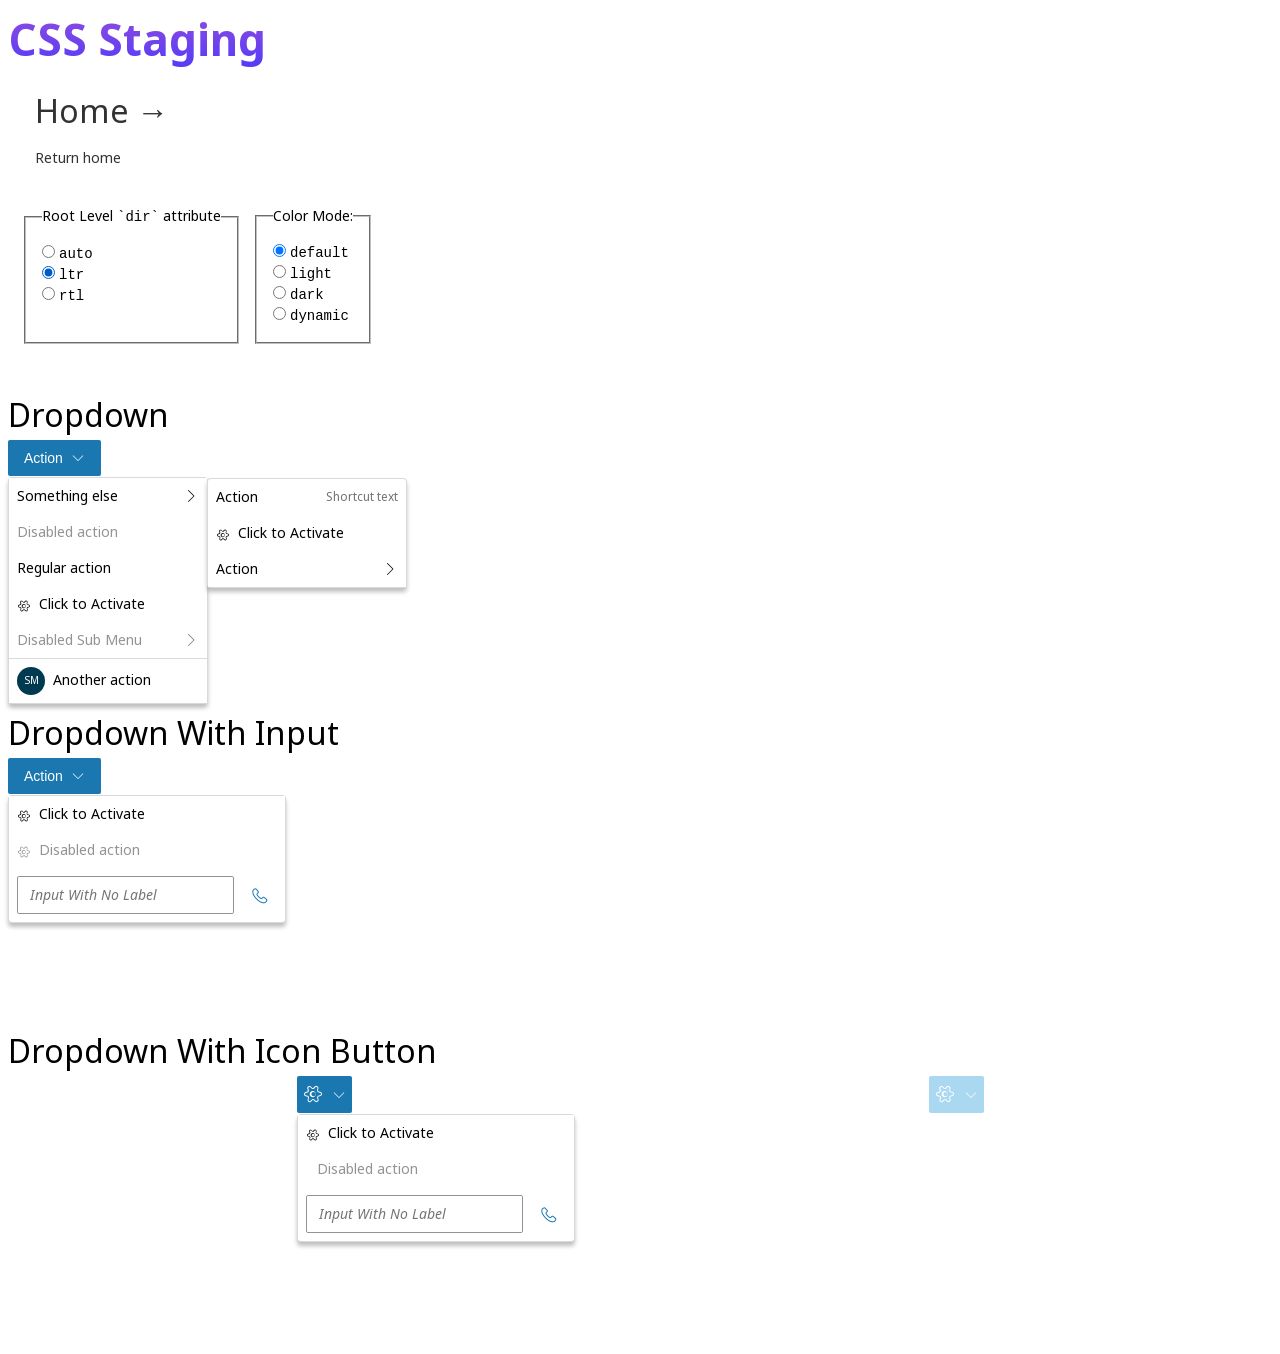 CSS Staging
Home →
Return home
Root Level `dir` attribute
auto
ltr
rtl
Color Mode:
default
light
dark
dynamic
Dropdown
Action
Something else
Disabled action
Regular action
Click to Activate
Disabled Sub Menu
SM Another action
Action Shortcut text
Click to Activate
Action
Dropdown With Input
Action
Click to Activate
Disabled action
Input With No Label
Dropdown With Icon Button
Click to Activate
Disabled action
Input With No Label